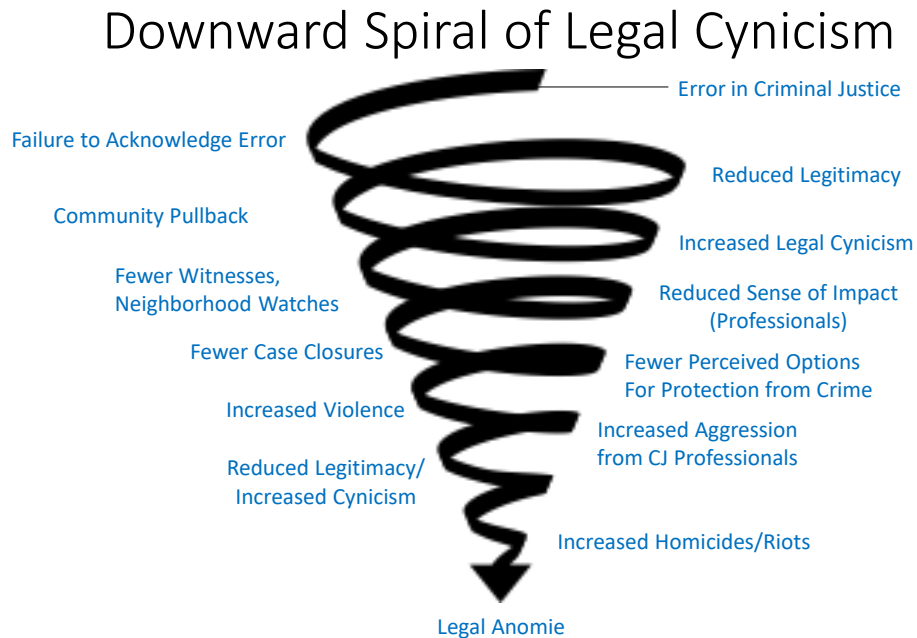 Downward Spiral of Legal Cynicism
Error in Criminal Justice
Failure to Acknowledge Error
Reduced Legitimacy
Community Pullback
Increased Legal Cynicism
Fewer Witnesses,
Neighborhood Watches
Reduced Sense of Impact
(Professionals)
Fewer Case Closures
Fewer Perceived Options
For Protection from Crime
Increased Violence
Increased Aggression
from CJ Professionals
Reduced Legitimacy/
Increased Cynicism
Increased Homicides/Riots
Legal Anomie